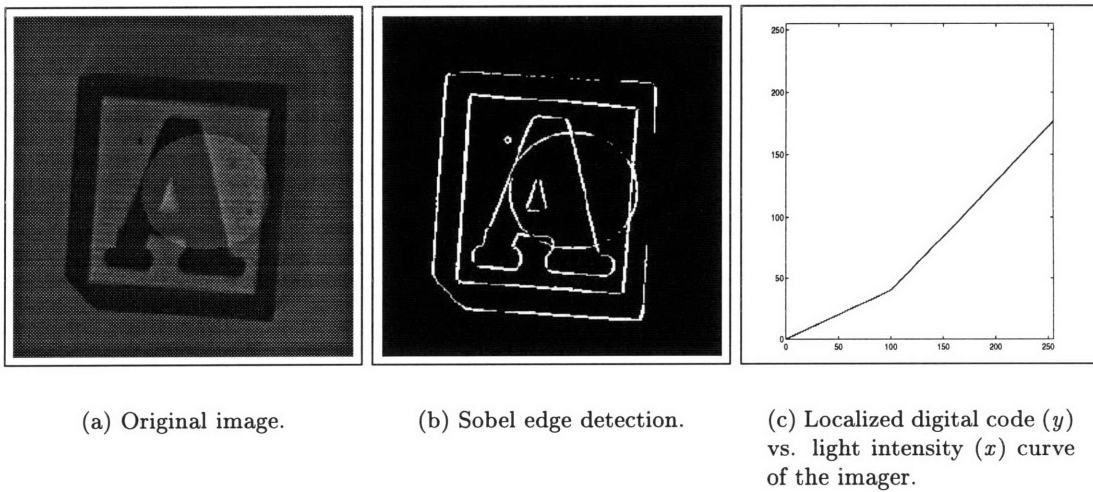 250
200
150
100
50
0
0 50 100 150 200 250
(a) Original image.
(b) Sobel edge detection.
(c) Localized digital code (y)
vs. light intensity (x) curve
of the imager.